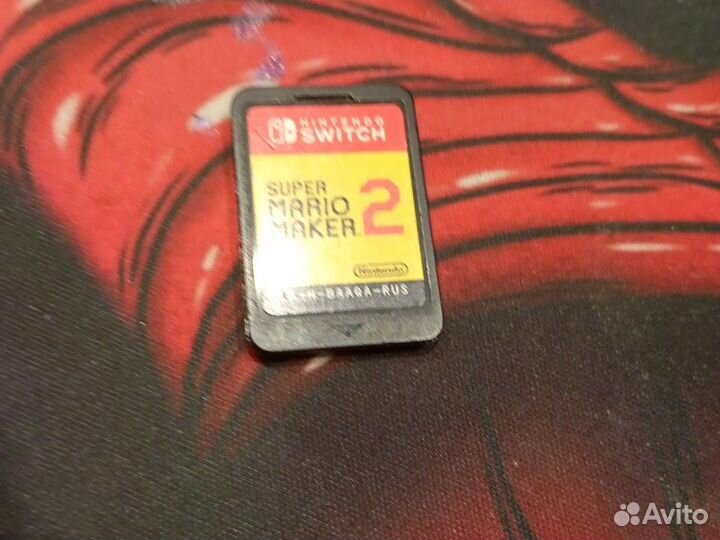 NINTENDO
SWITCH
SUPER
MARIO
MAKER 2
Nintendo
-BAAQA-RUS
Avito